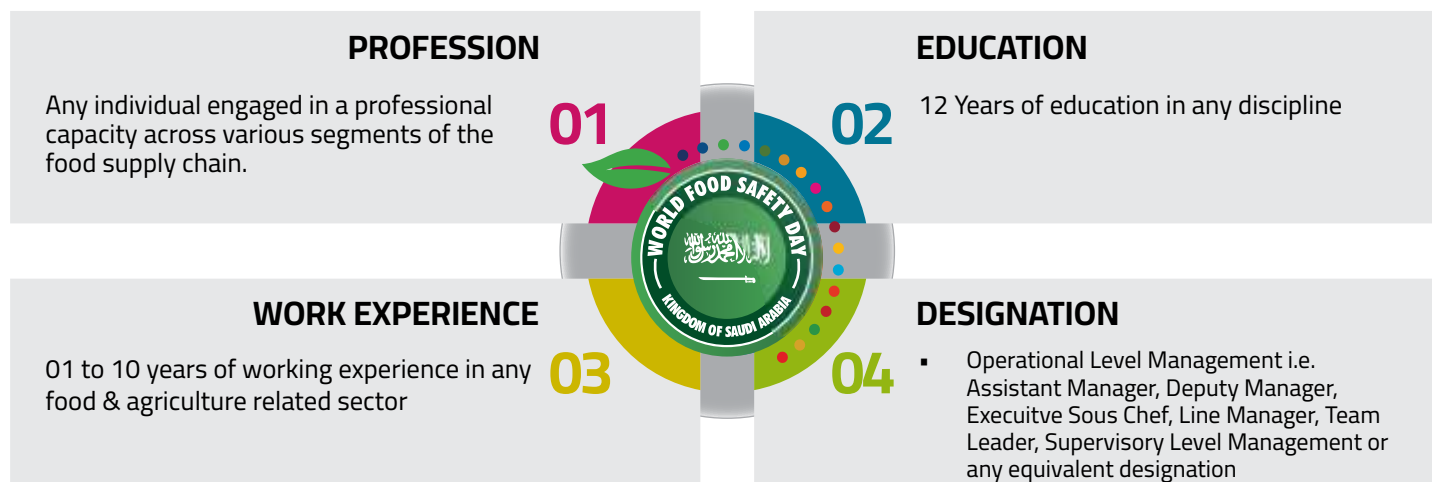 PROFESSION
Any individual engaged in a professional
capacity across various segments of the
food supply chain.
01
EDUCATION
12 Years of education in any discipline
02
WORLD FOOD SAFETY DAY
KINGDOM OF SAUDI ARABIA
WORK EXPERIENCE
01 to 10 years of working experience in any
food & agriculture related sector
03
DESIGNATION
▪ Operational Level Management i.e.
Assistant Manager, Deputy Manager,
Execuitve Sous Chef, Line Manager, Team
Leader, Supervisory Level Management or
any equivalent designation
04